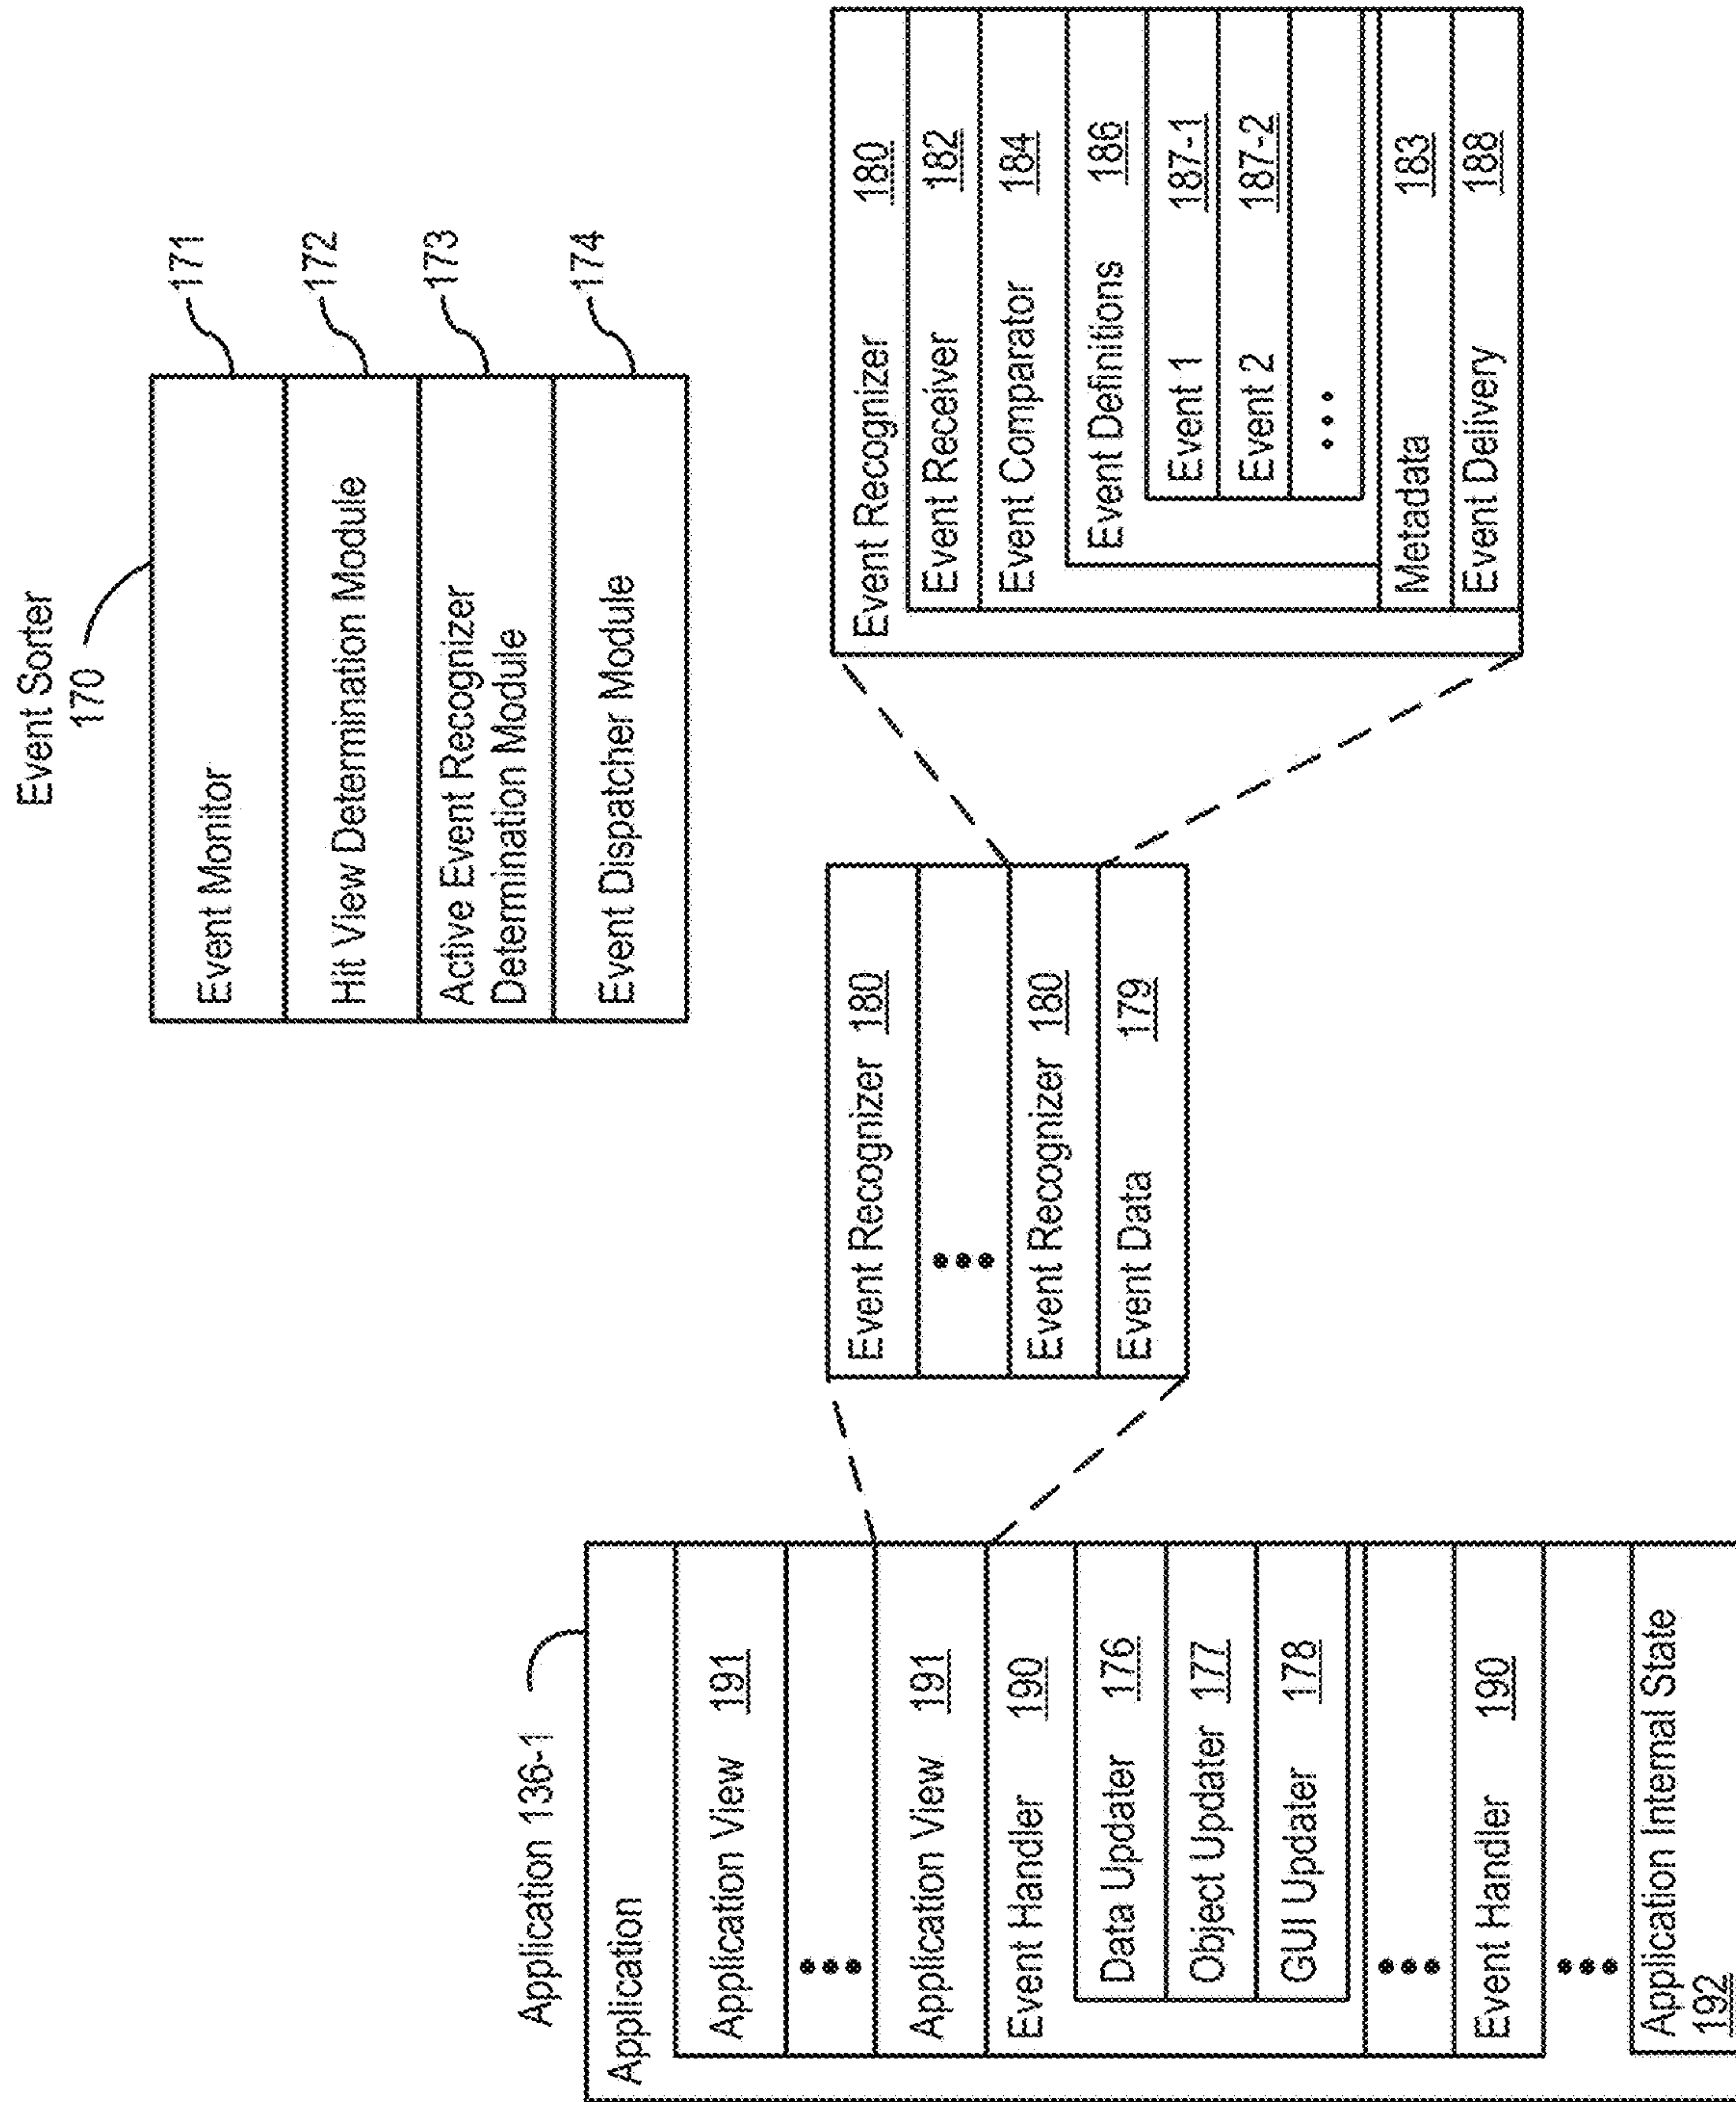 Event Sorter
170
Event Monitor
171
Hit View Determination Module
172
Active Event Recognizer
Determination Module
173
Event Dispatcher Module
174
Application 136-1
Application
Application View 191
•••
Application View 191
Event Handler 190
Data Updater 176
Object Updater 177
GUI Updater 178
•••
Event Handler 190
•••
Application Internal State
192
Event Recognizer 180
•••
Event Recognizer 180
Event Data 179
Event Recognizer 180
Event Receiver 182
Event Comparator 184
Event Definitions 186
Event 1 187-1
Event 2 187-2
•••
Metadata 183
Event Delivery 188